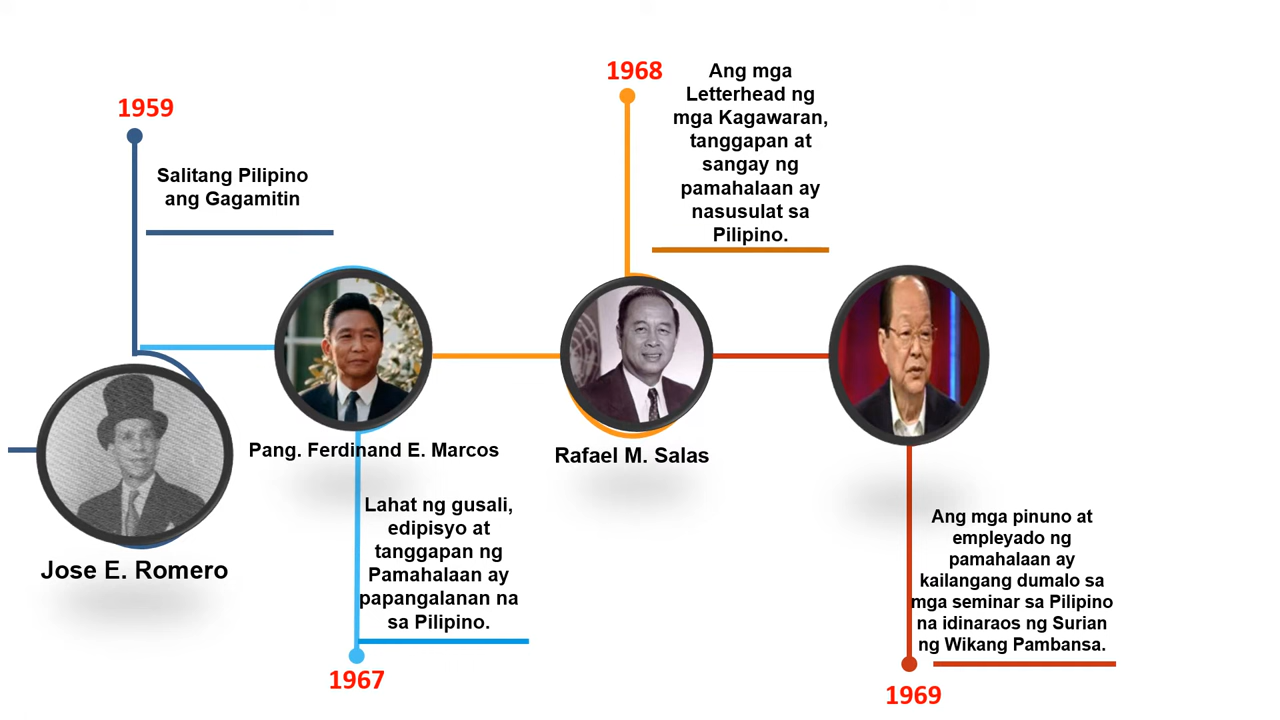 1959
Salitang Pilipino
ang Gagamitin
Jose E. Romero
Pang. Ferdinand E. Marcos
Lahat ng gusali,
edipisyo at
tanggapan ng
Pamahalaan ay
papangalanan na
sa Pilipino.
1967
1968
Ang mga
Letterhead ng
mga Kagawaran,
tanggapan at
sangay ng
pamahalaan ay
nasusulat sa
Pilipino.
Rafael M. Salas
Ang mga pinuno at
empleyado ng
pamahalaan ay
kailangang dumalo sa
mga seminar sa Pilipino
na idinaraos ng Surian
ng Wikang Pambansa.
1969